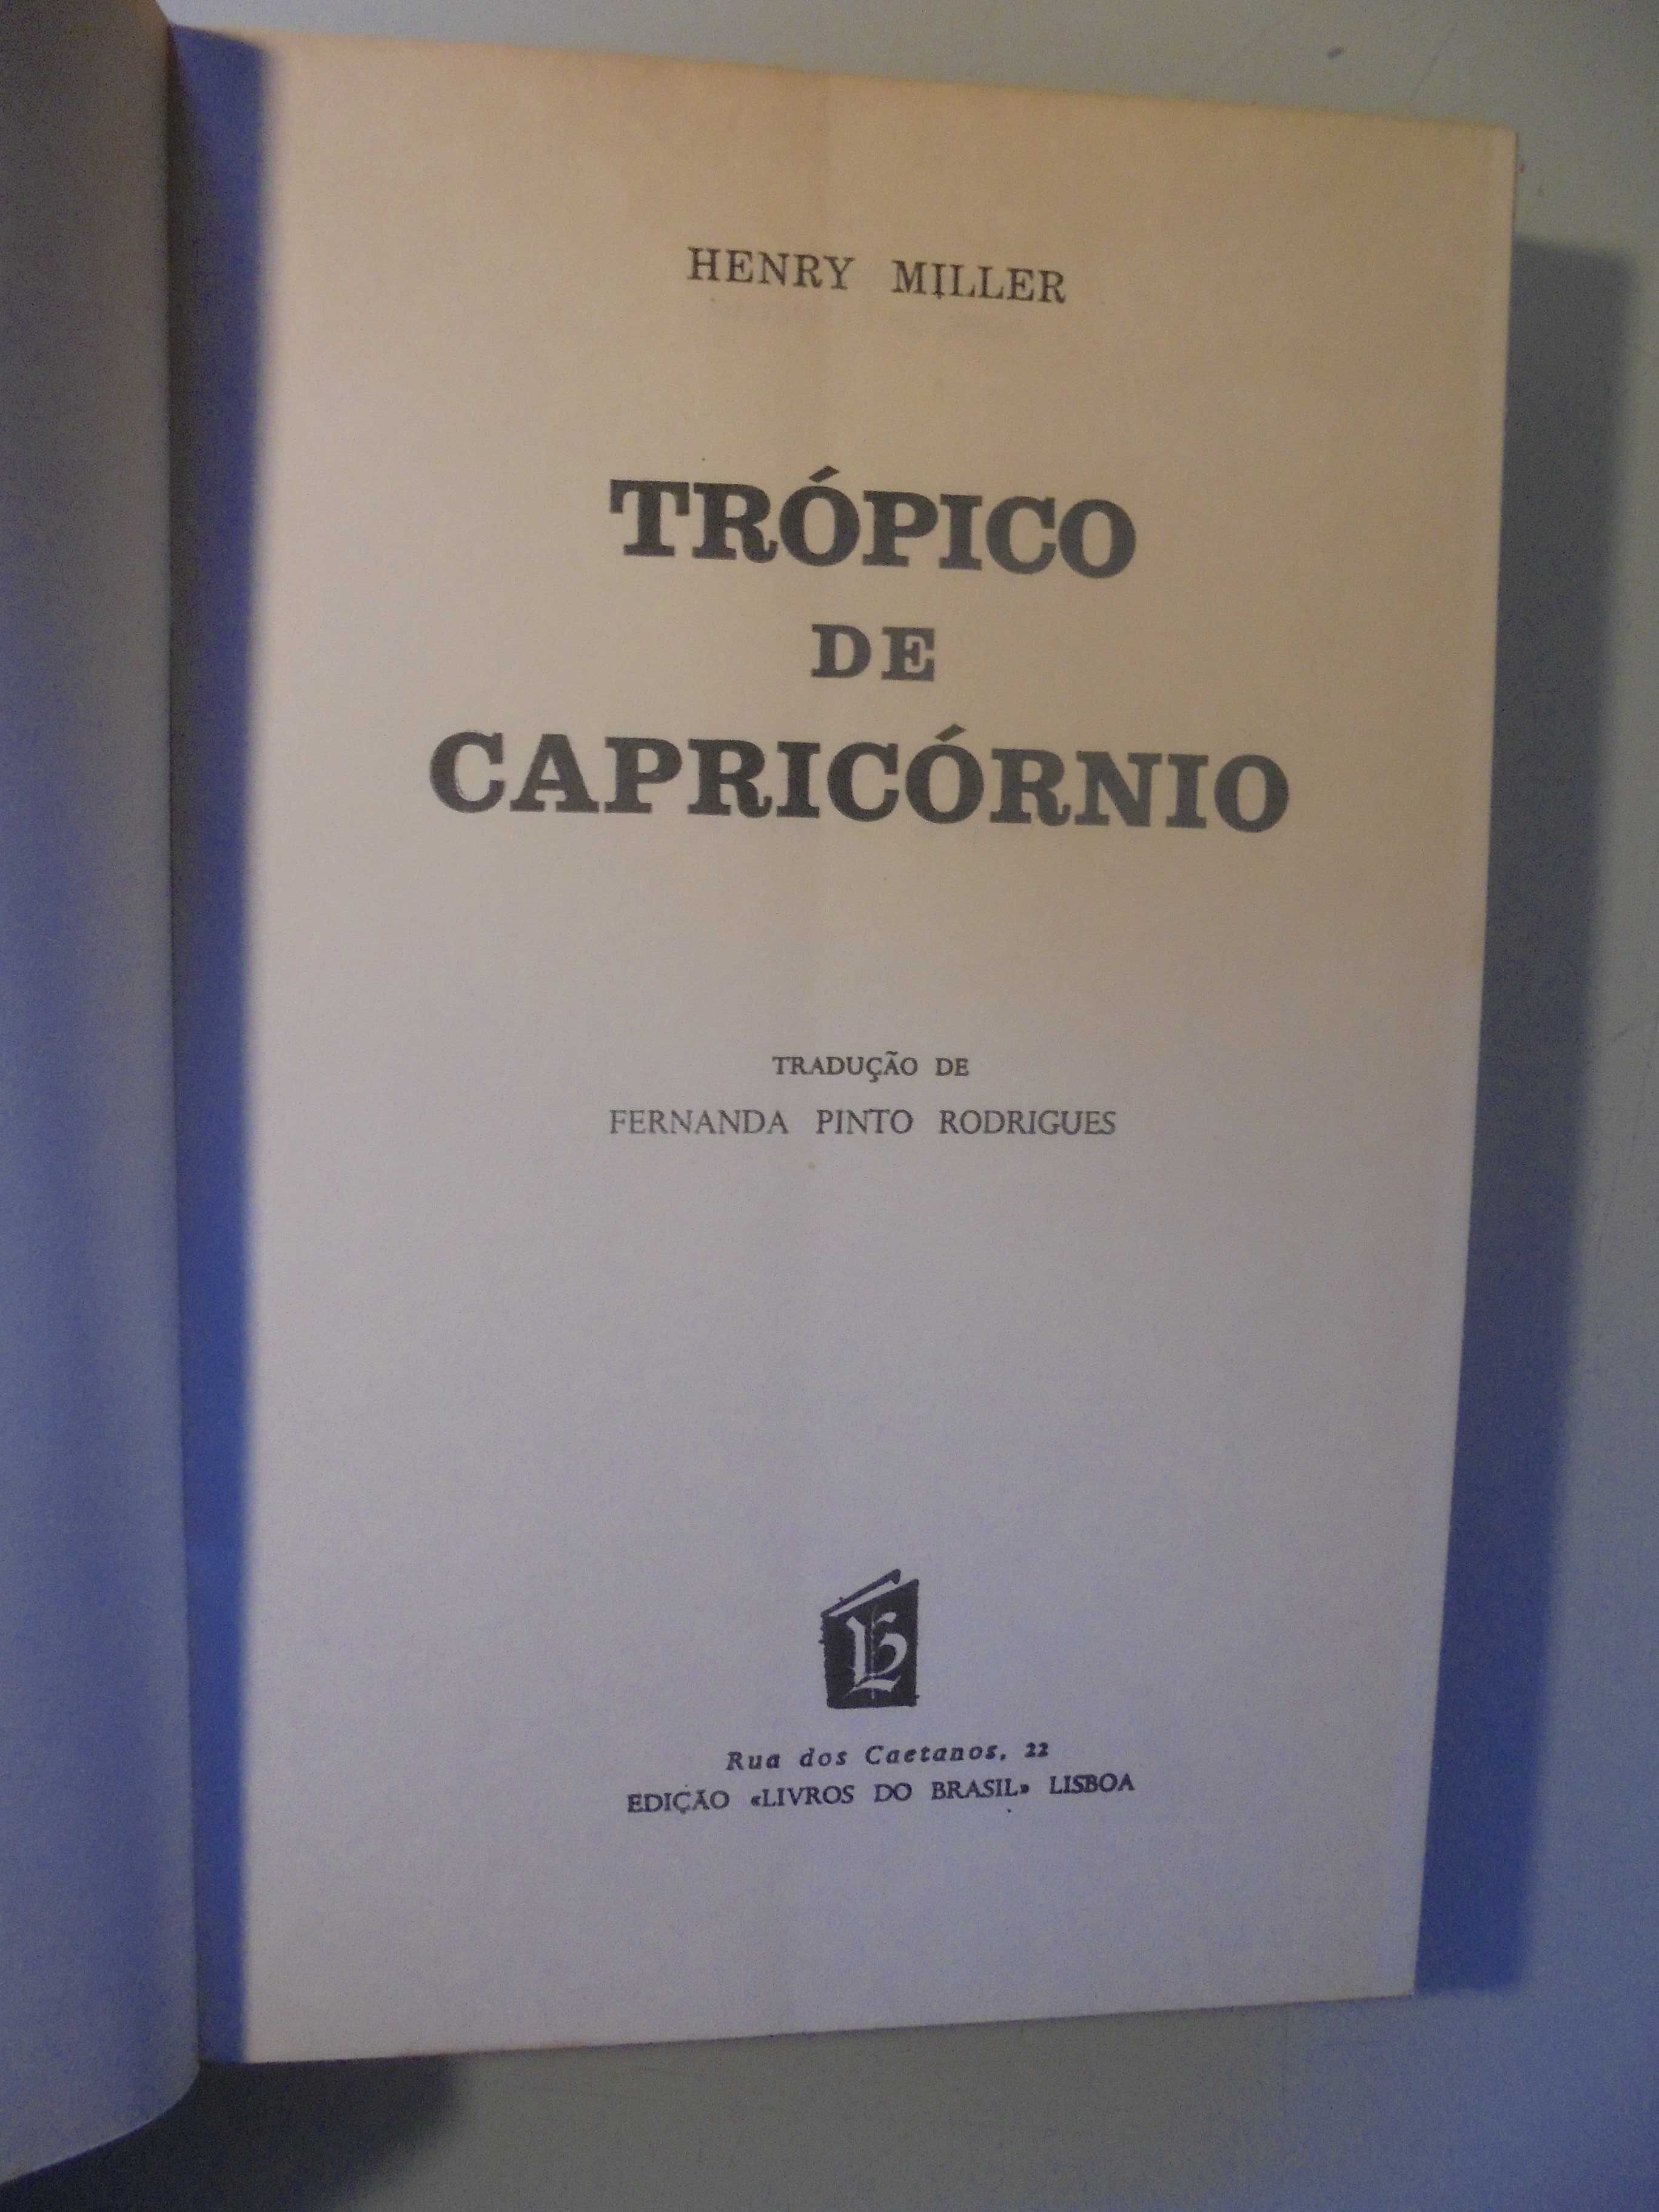 HENRY MILLER
TRÓPICO
DE
CAPRICÓRNIO
TRADUÇÃO DE
FERNANDA PINTO RODRIGUES
LB
Rua dos Caetanos, 22
EDIÇÃO «LIVROS DO BRASIL» LISBOA